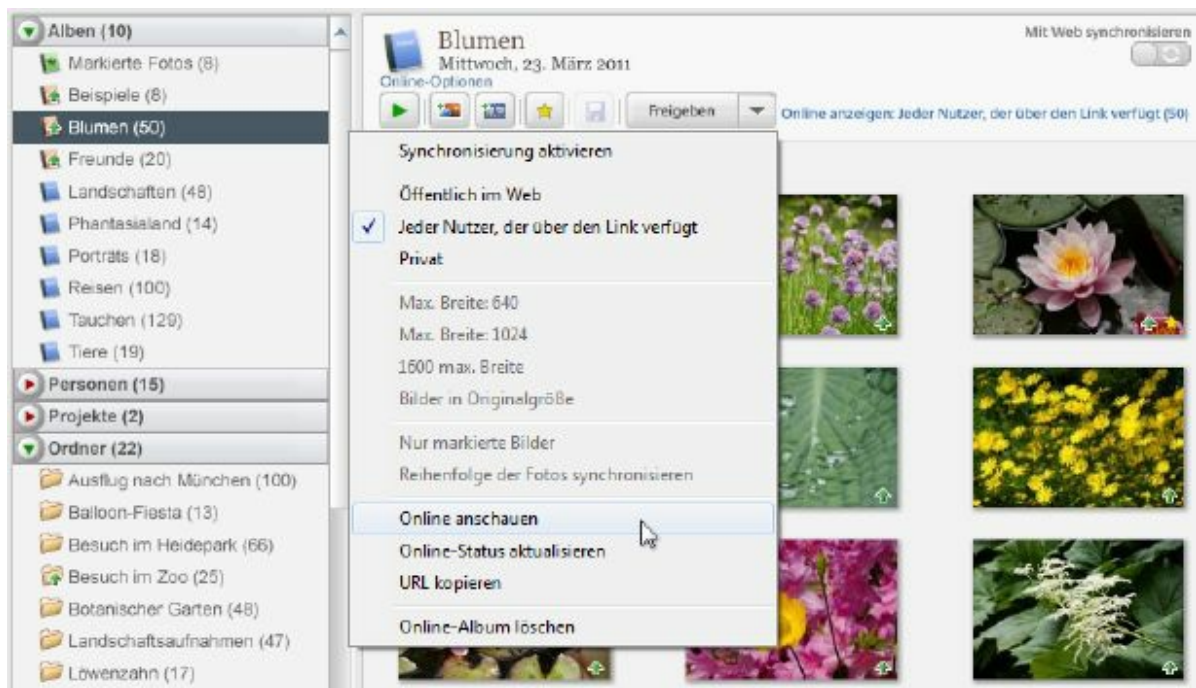 Alben (10)
Markierte Fotos (8)
Beispiele (8)
Blumen (50)
Freunde (20)
Landschaften (48)
Phantasialand (14)
Porträts (18)
Reisen (100)
Tauchen (129)
Tiere (19)
Personen (15)
Projekte (2)
Ordner (22)
Ausflug nach München (100)
Balloon-Fiesta (13)
Besuch im Heidepark (66)
Besuch im Zoo (25)
Botanischer Garten (48)
Landschaftsaufnahmen (47)
Löwenzahn (17)
Blumen
Mittwoch, 23. März 2011
Online-Optionen
Mit Web synchronisieren
Freigeben
Online anzeigen: Jeder Nutzer, der über den Link verfügt (50)
Synchronisierung aktivieren
Öffentlich im Web
Jeder Nutzer, der über den Link verfügt
Privat
Max. Breite: 640
Max. Breite: 1024
1600 max. Breite
Bilder in Originalgröße
Nur markierte Bilder
Reihenfolge der Fotos synchronisieren
Online anschauen
Online-Status aktualisieren
URL kopieren
Online-Album löschen